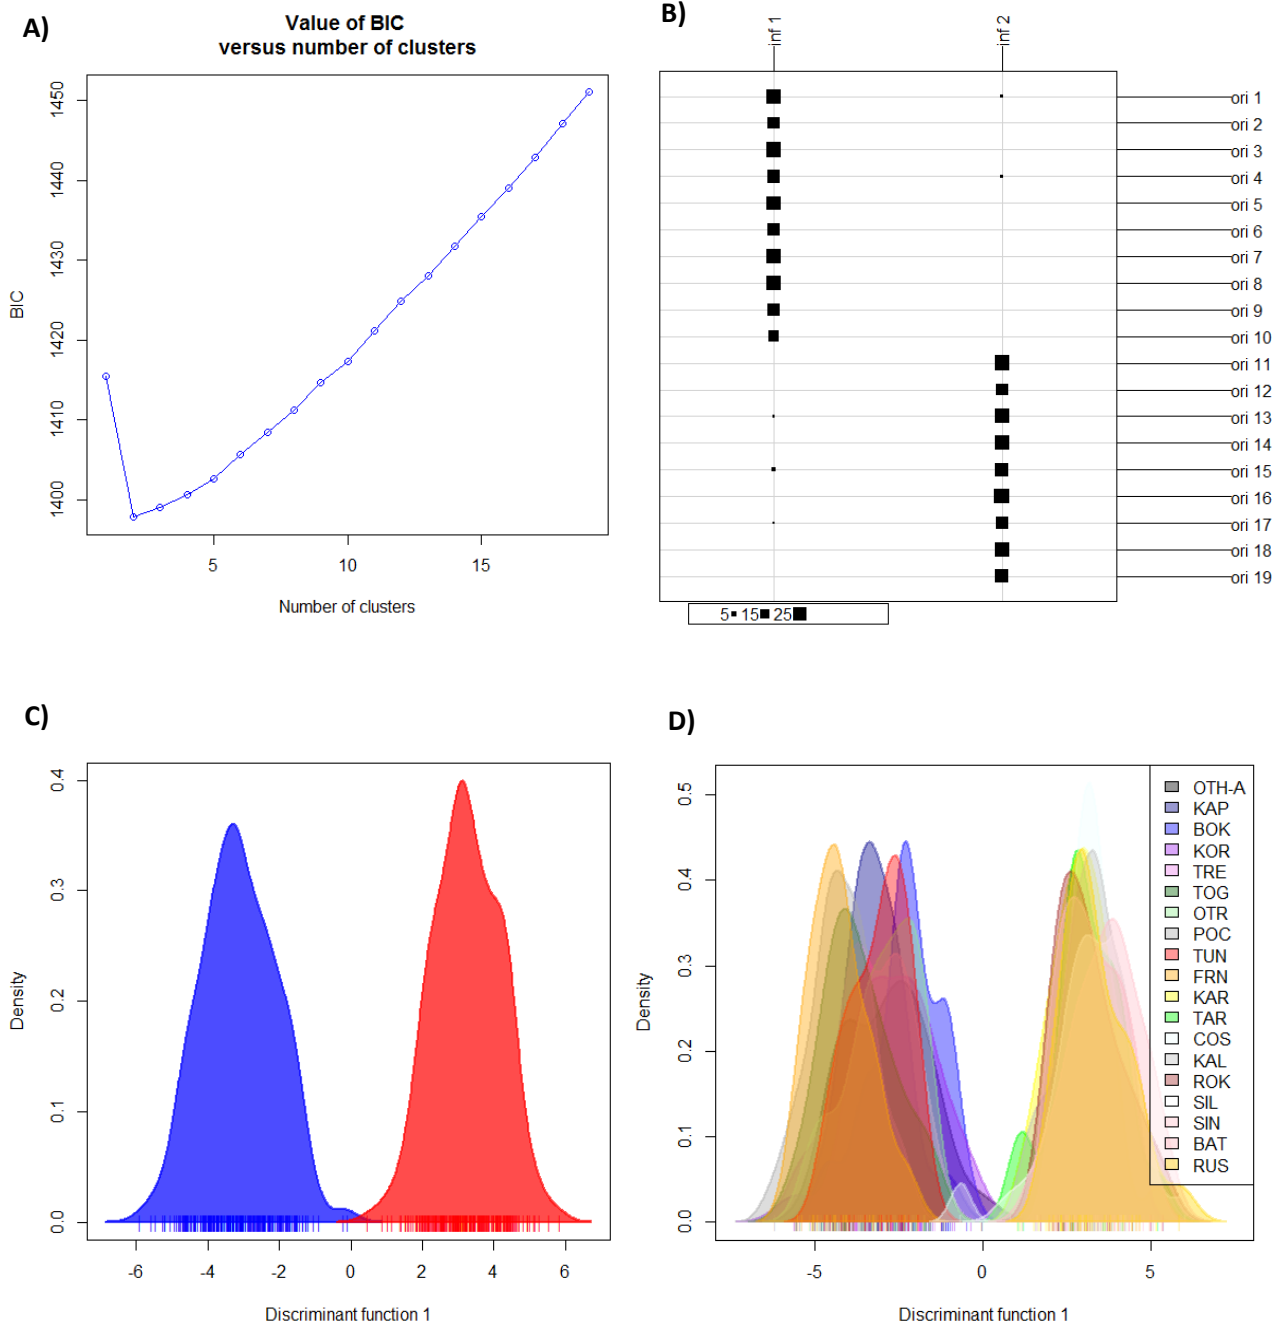 A)
Value of BIC
versus number of clusters
BIC
1450
1440
1430
1420
1410
1400
5
10
15
Number of clusters
B)
inf 1
inf 2
ori 1
ori 2
ori 3
ori 4
ori 5
ori 6
ori 7
ori 8
ori 9
ori 10
ori 11
ori 12
ori 13
ori 14
ori 15
ori 16
ori 17
ori 18
ori 19
5 15 25
C)
Density
0.4
0.3
0.2
0.1
0.0
-6
-4
-2
0
2
4
6
Discriminant function 1
D)
Density
0.5
0.4
0.3
0.2
0.1
0.0
-5
0
5
Discriminant function 1
OTH-A
KAP
BOK
KOR
TRE
TOG
OTR
POC
TUN
FRN
KAR
TAR
COS
KAL
ROK
SIL
SIN
BAT
RUS